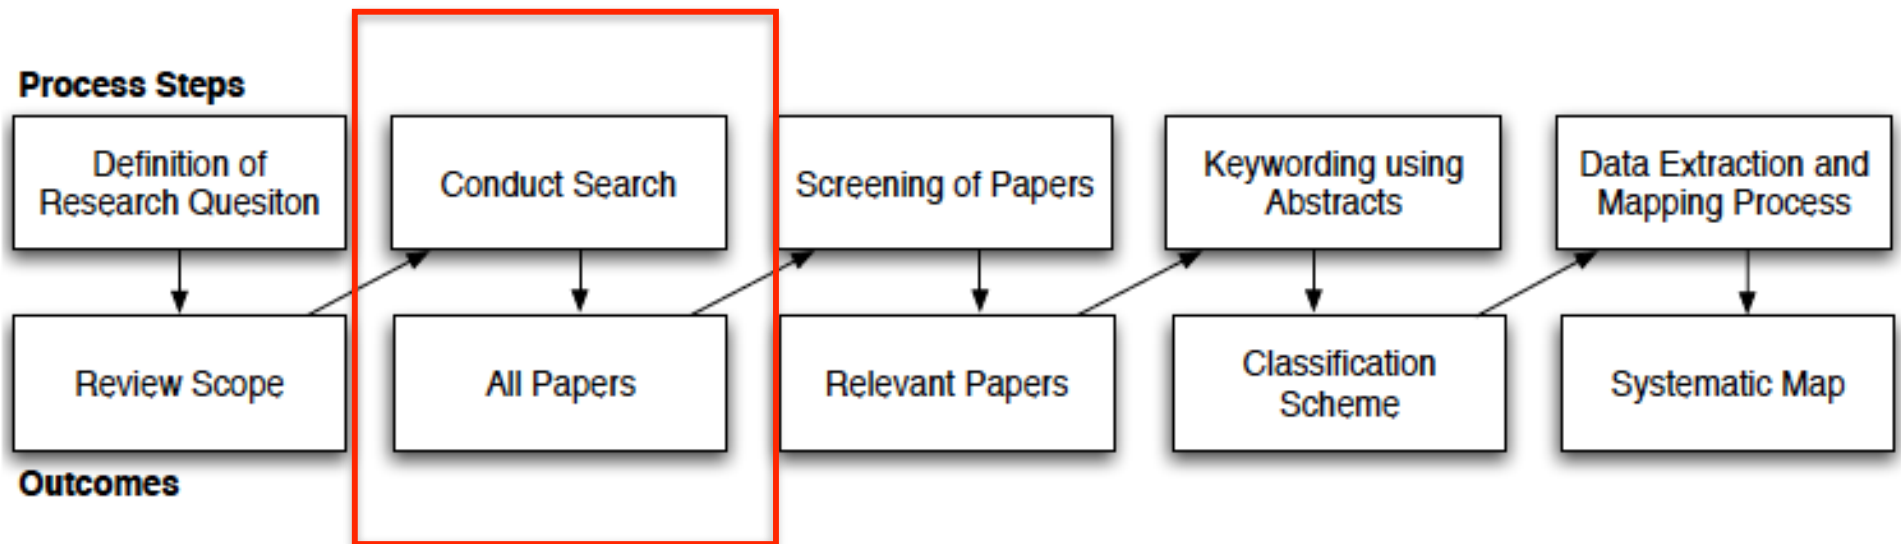 Process Steps
Definition of
Research Quesiton
Conduct Search
Screening of Papers
Keywording using
Abstracts
Data Extraction and
Mapping Process
Review Scope
All Papers
Relevant Papers
Classification
Scheme
Systematic Map
Outcomes